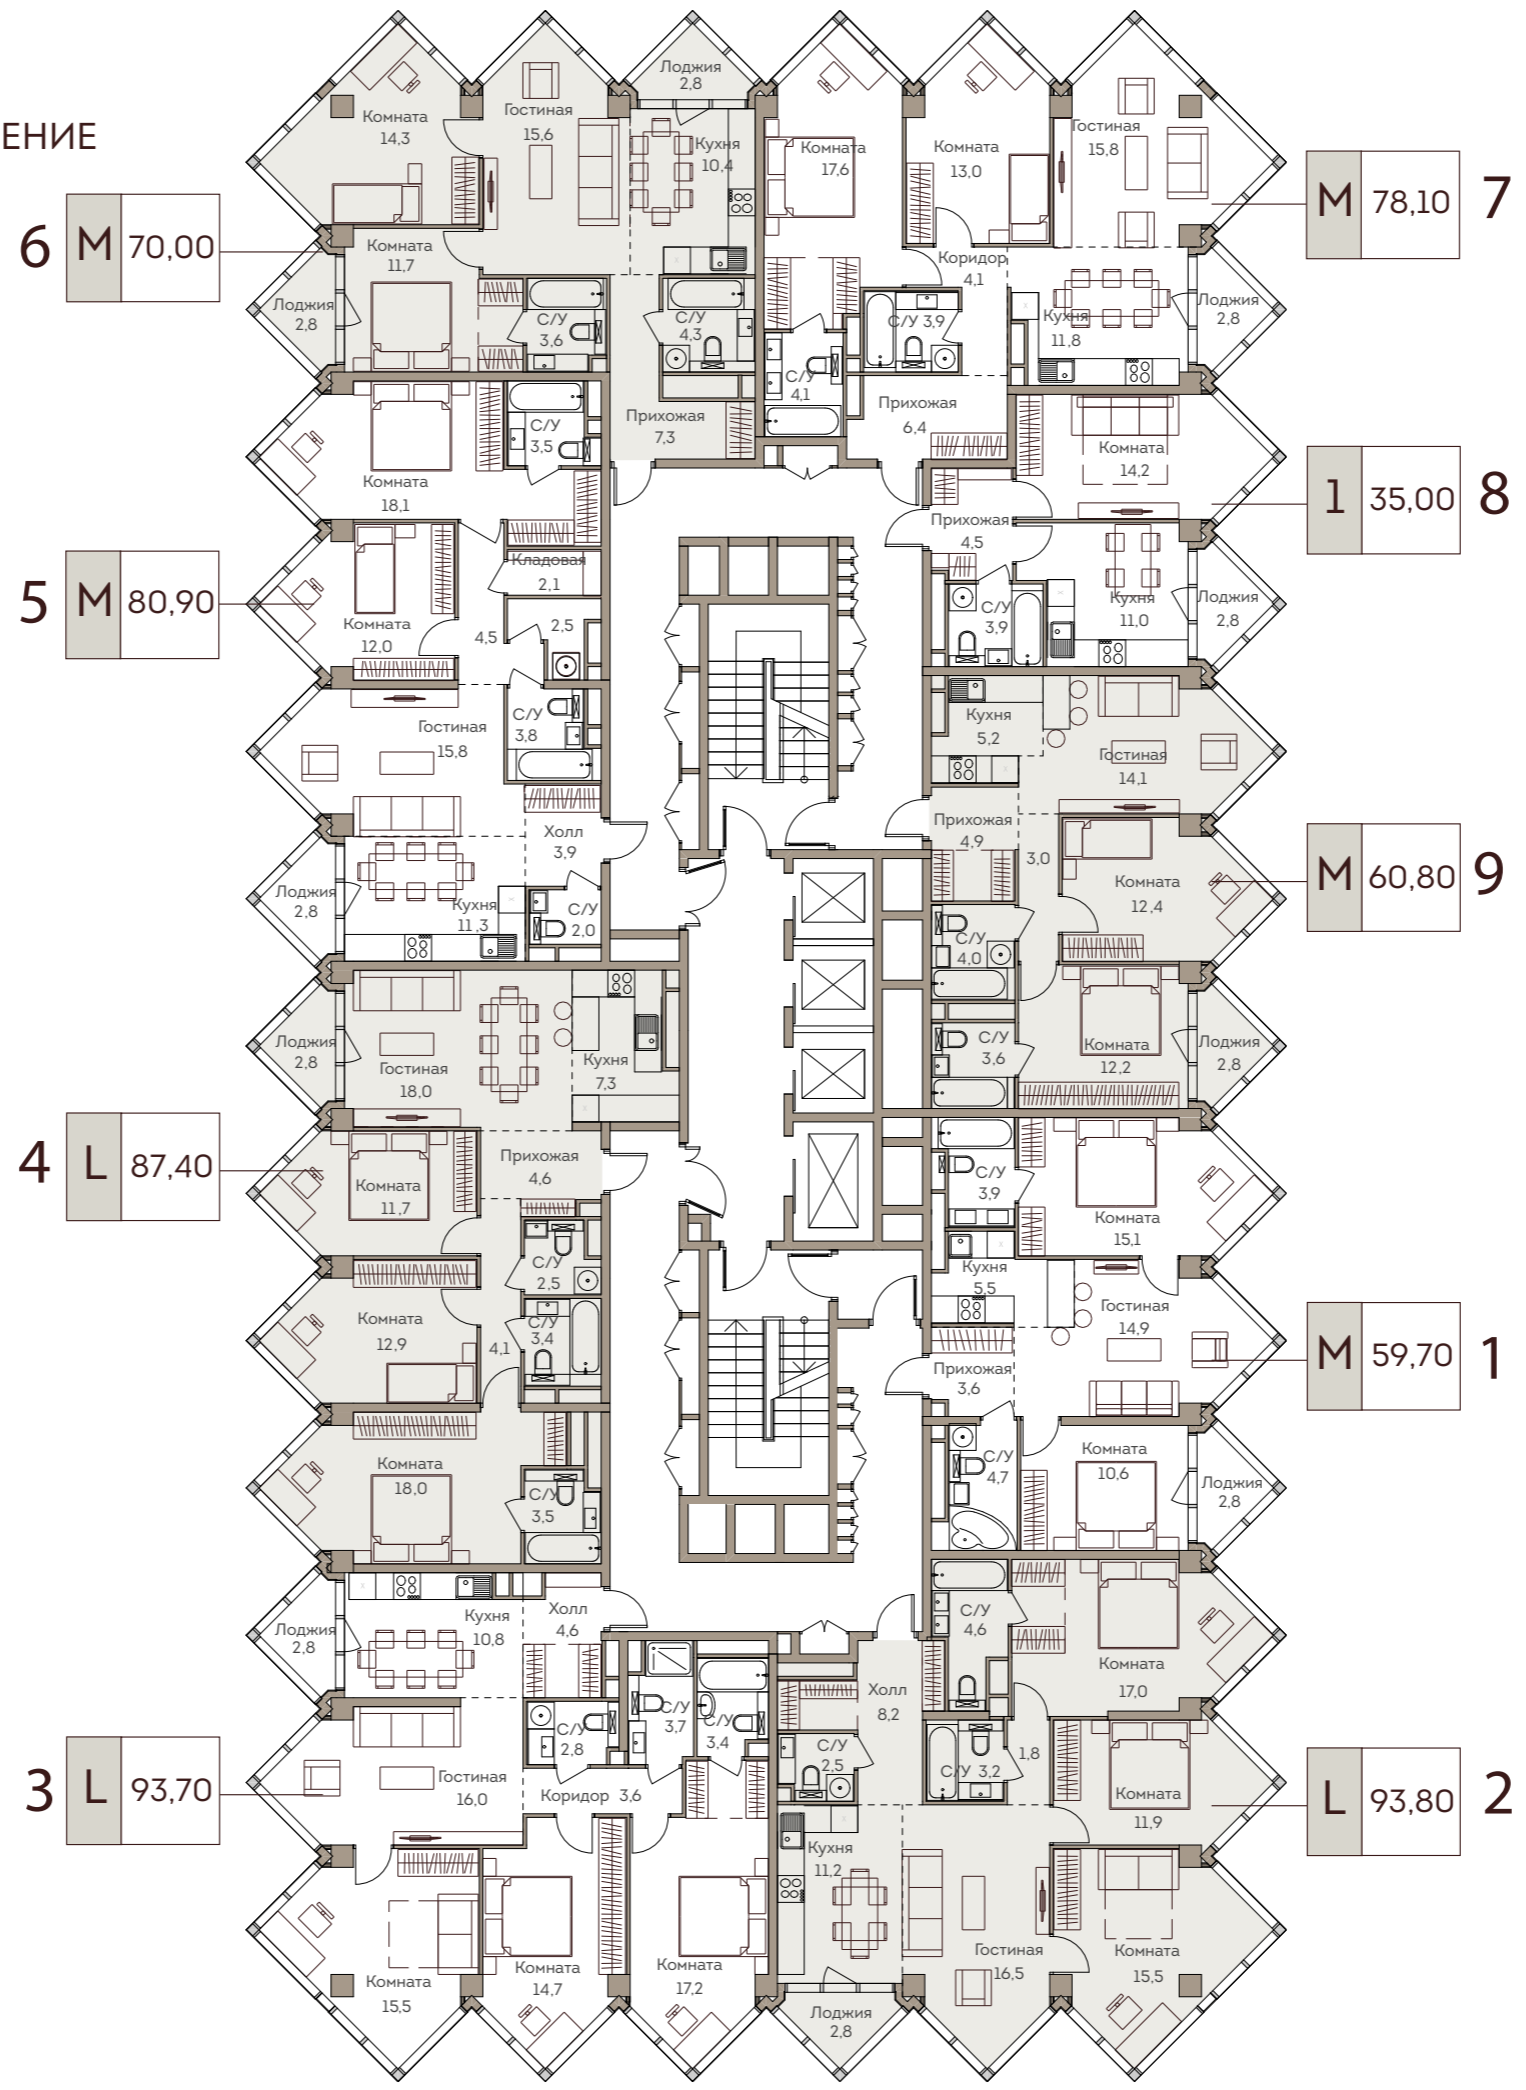 ЕНИЕ
6 M 70,00
Комната
14,3
Гостиная
15,6
Лоджия
2,8
Кухня
10,4
Комната
11,7
Лоджия
2,8
С/У
3,6
С/У
4,3
Прихожая
7,3
M 78,10 7
Комната
17,6
Комната
13,0
Гостиная
15,8
Коридор
4,1
Лоджия
2,8
Кухня
11,8
С/У 3,9
С/У
4,1
Прихожая
6,4
5 M 80,90
С/У
3,5
Комната
18,1
Кладовая
2,1
2,5
4,5
Комната
12,0
С/У
3,8
Гостиная
15,8
Холл
3,9
Лоджия
2,8
Кухня
11,3
С/У
2,0
1 35,00 8
Комната
14,2
Прихожая
4,5
С/У
3,9
Кухня
11,0
Лоджия
2,8
M 60,80 9
Кухня
5,2
Гостиная
14,1
Прихожая
4,9
3,0
Комната
12,4
С/У
4,0
С/У
3,6
Комната
12,2
Лоджия
2,8
4 L 87,40
Лоджия
2,8
Гостиная
18,0
Кухня
7,3
Прихожая
4,6
Комната
11,7
С/У
2,5
Комната
12,9
4,1
С/У
3,4
Комната
18,0
С/У
3,5
M 59,70 1
С/У
3,9
Комната
15,1
Кухня
5,5
Гостиная
14,9
Прихожая
3,6
С/У
4,7
Комната
10,6
Лоджия
2,8
3 L 93,70
Лоджия
2,8
Кухня
10,8
Холл
4,6
С/У
2,8
С/У
3,7
С/У
3,4
Гостиная
16,0
Коридор 3,6
Комната
15,5
Комната
14,7
Комната
17,2
L 93,80 2
С/У
4,6
Комната
17,0
Холл
8,2
С/У
2,5
С/У 3,2
1,8
Комната
11,9
Кухня
11,2
Гостиная
16,5
Комната
15,5
Лоджия
2,8